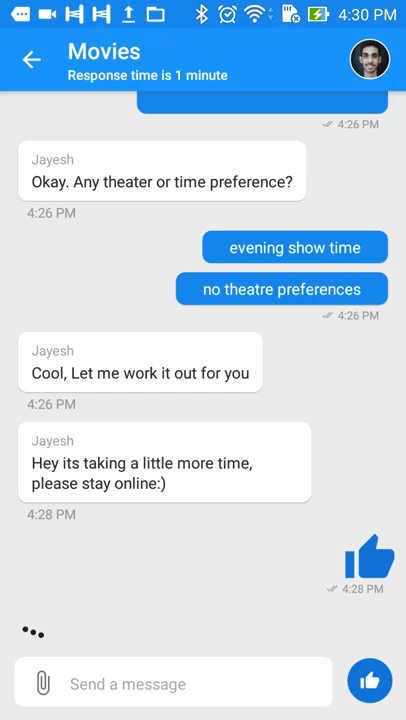 4:30 PM
Movies
Response time is 1 minute
4:26 PM
Jayesh
Okay. Any theater or time preference?
4:26 PM
evening show time
no theatre preferences
4:26 PM
Jayesh
Cool, Let me work it out for you
4:26 PM
Jayesh
Hey its taking a little more time,
please stay online:)
4:28 PM
4:28 PM
Send a message